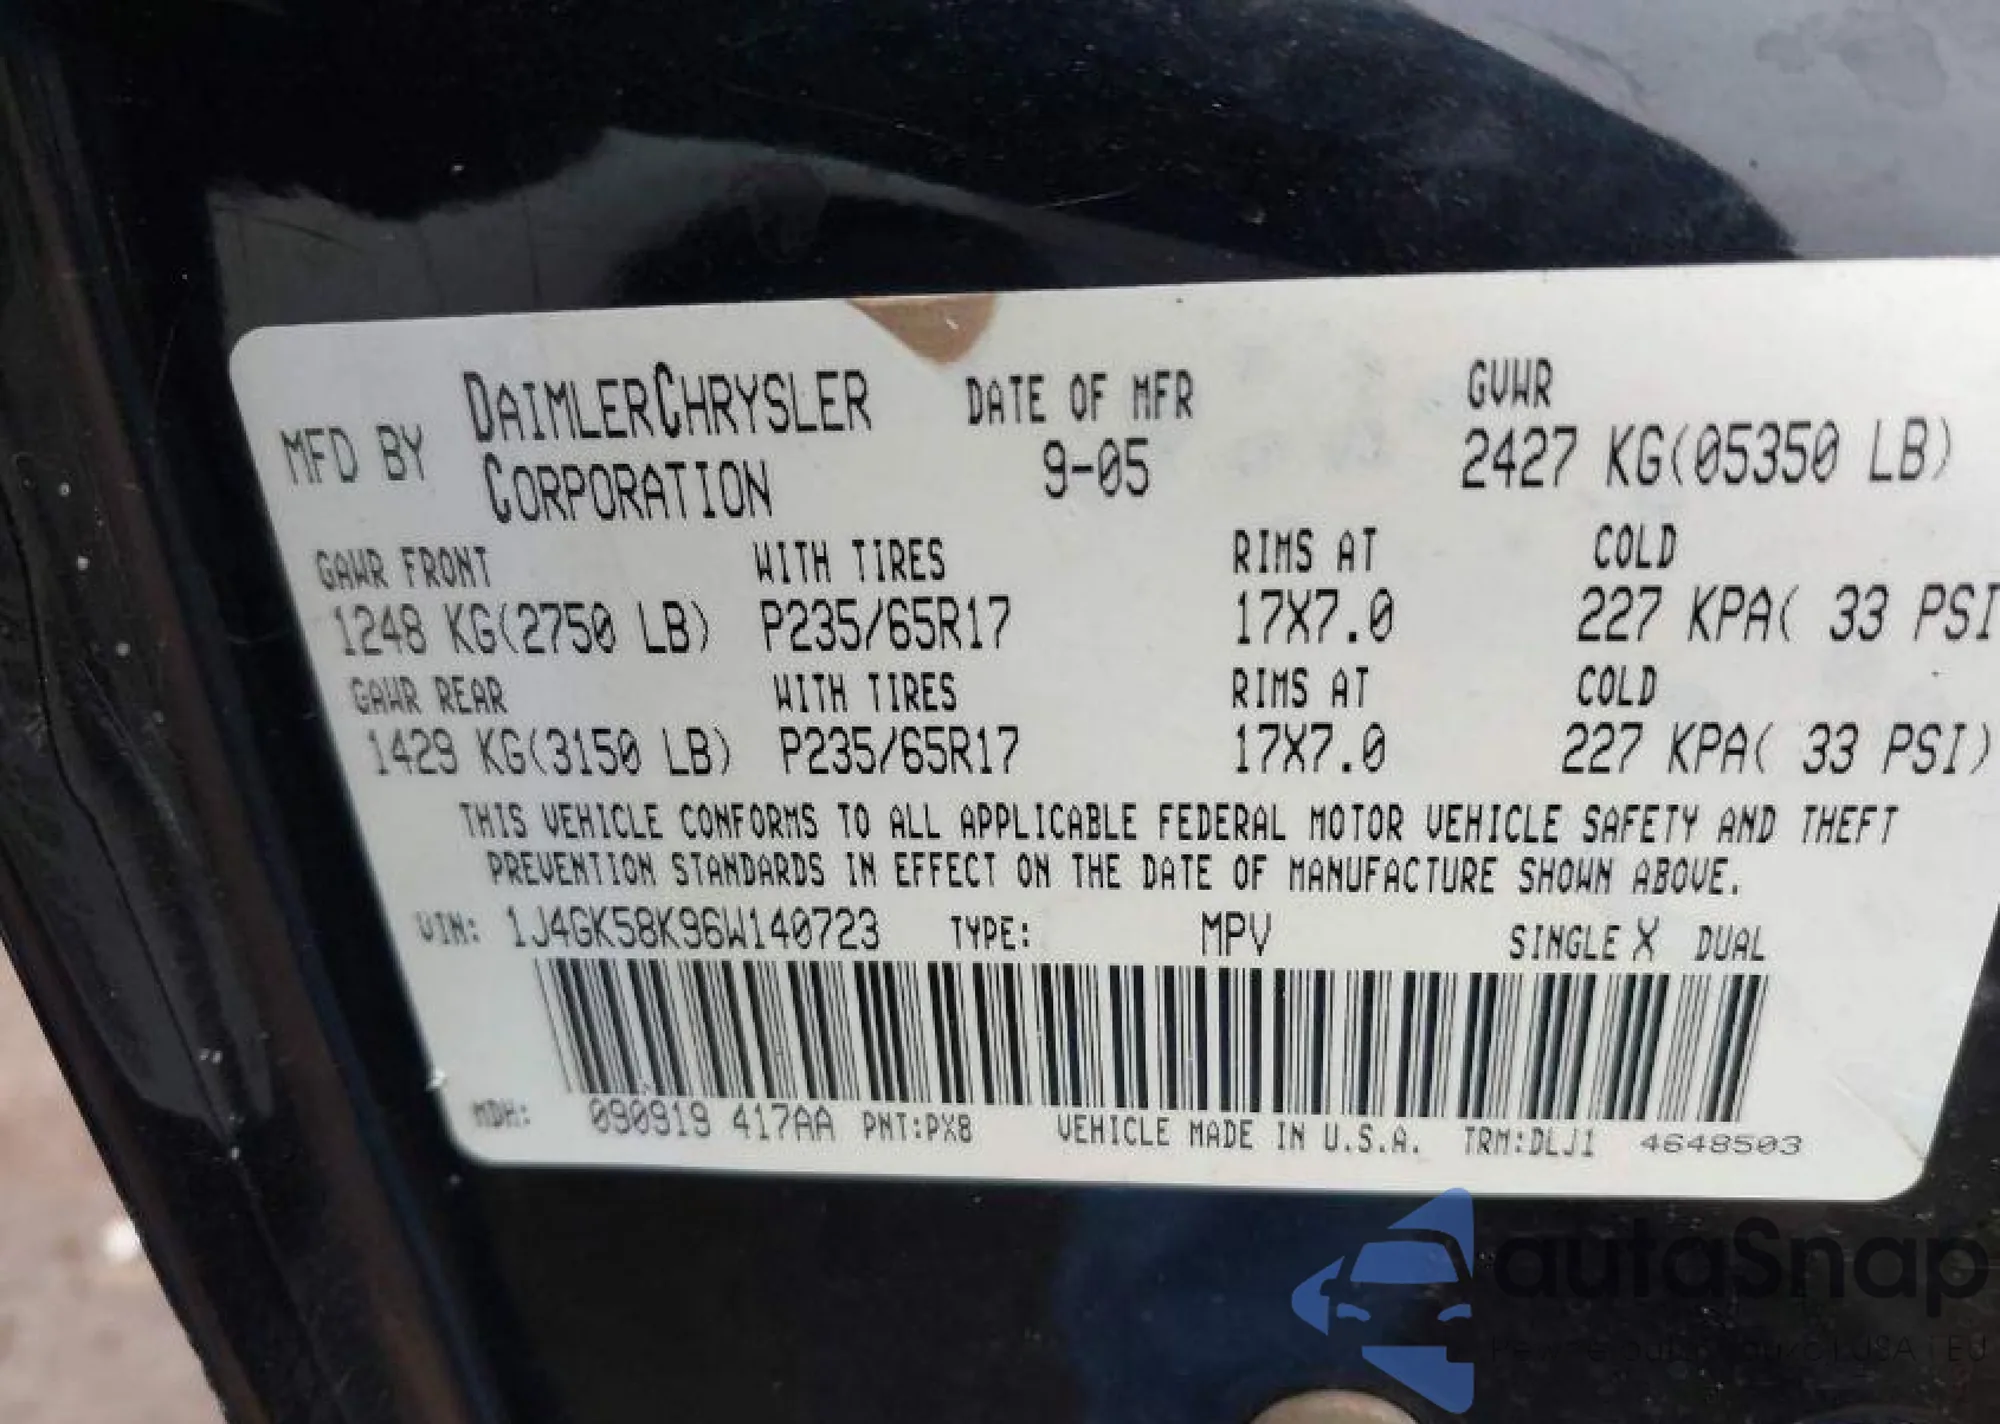 MFD BY DAIMLERCHRYSLER CORPORATION DATE OF MFR 9-05 GVWR 2427 KG(05350 LB)
GAWR FRONT WITH TIRES RIMS AT COLD
1248 KG(2750 LB) P235/65R17 17X7.0 227 KPA( 33 PSI
GAWR REAR WITH TIRES RIMS AT COLD
1429 KG(3150 LB) P235/65R17 17X7.0 227 KPA( 33 PSI)
THIS VEHICLE CONFORMS TO ALL APPLICABLE FEDERAL MOTOR VEHICLE SAFETY AND THEFT
PREVENTION STANDARDS IN EFFECT ON THE DATE OF MANUFACTURE SHOWN ABOVE.
VIN: 1J4GK58K96W140723 TYPE: MPV SINGLE X DUAL
MDH: 090919 417AA PNT:PX8 VEHICLE MADE IN U.S.A. TRM:DLJ1 4648503
autaSnap